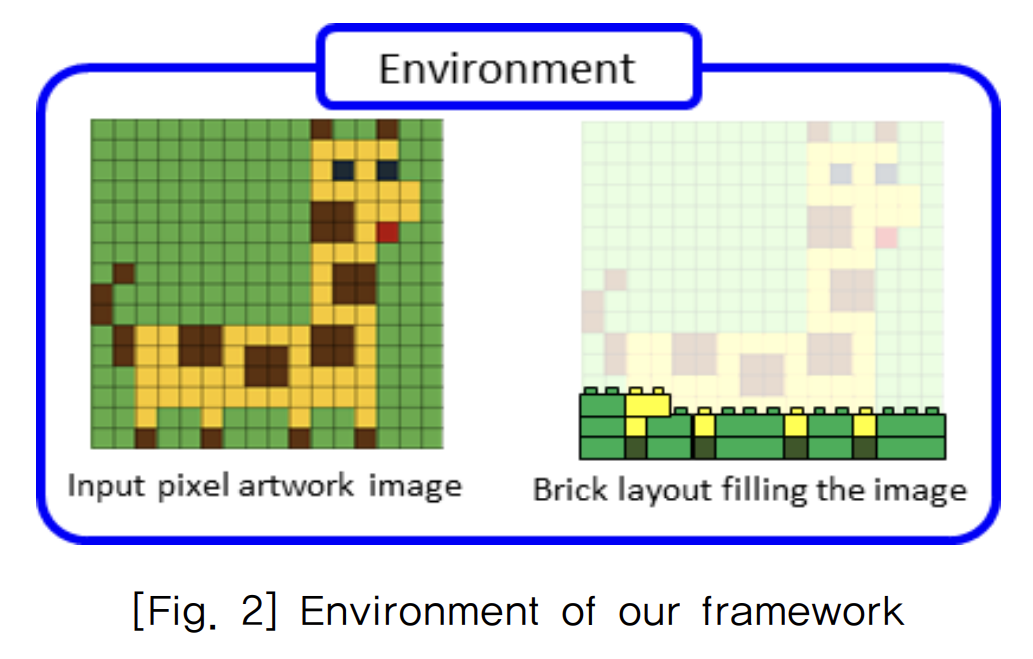 Environment
Input pixel artwork image
Brick layout filling the image
[Fig. 2] Environment of our framework